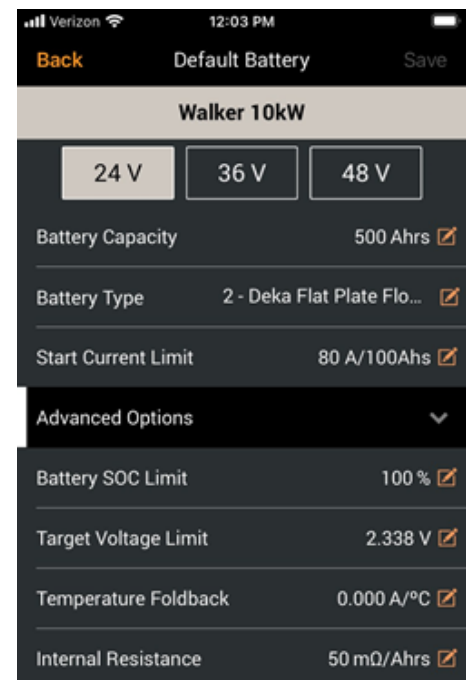 Verizon 12:03 PM
Back Default Battery Save
Walker 10kW
24 V 36 V 48 V
Battery Capacity 500 Ahrs
Battery Type 2 - Deka Flat Plate Flo...
Start Current Limit 80 A/100Ahs
Advanced Options
Battery SOC Limit 100 %
Target Voltage Limit 2.338 V
Temperature Foldback 0.000 A/ºC
Internal Resistance 50 mΩ/Ahrs